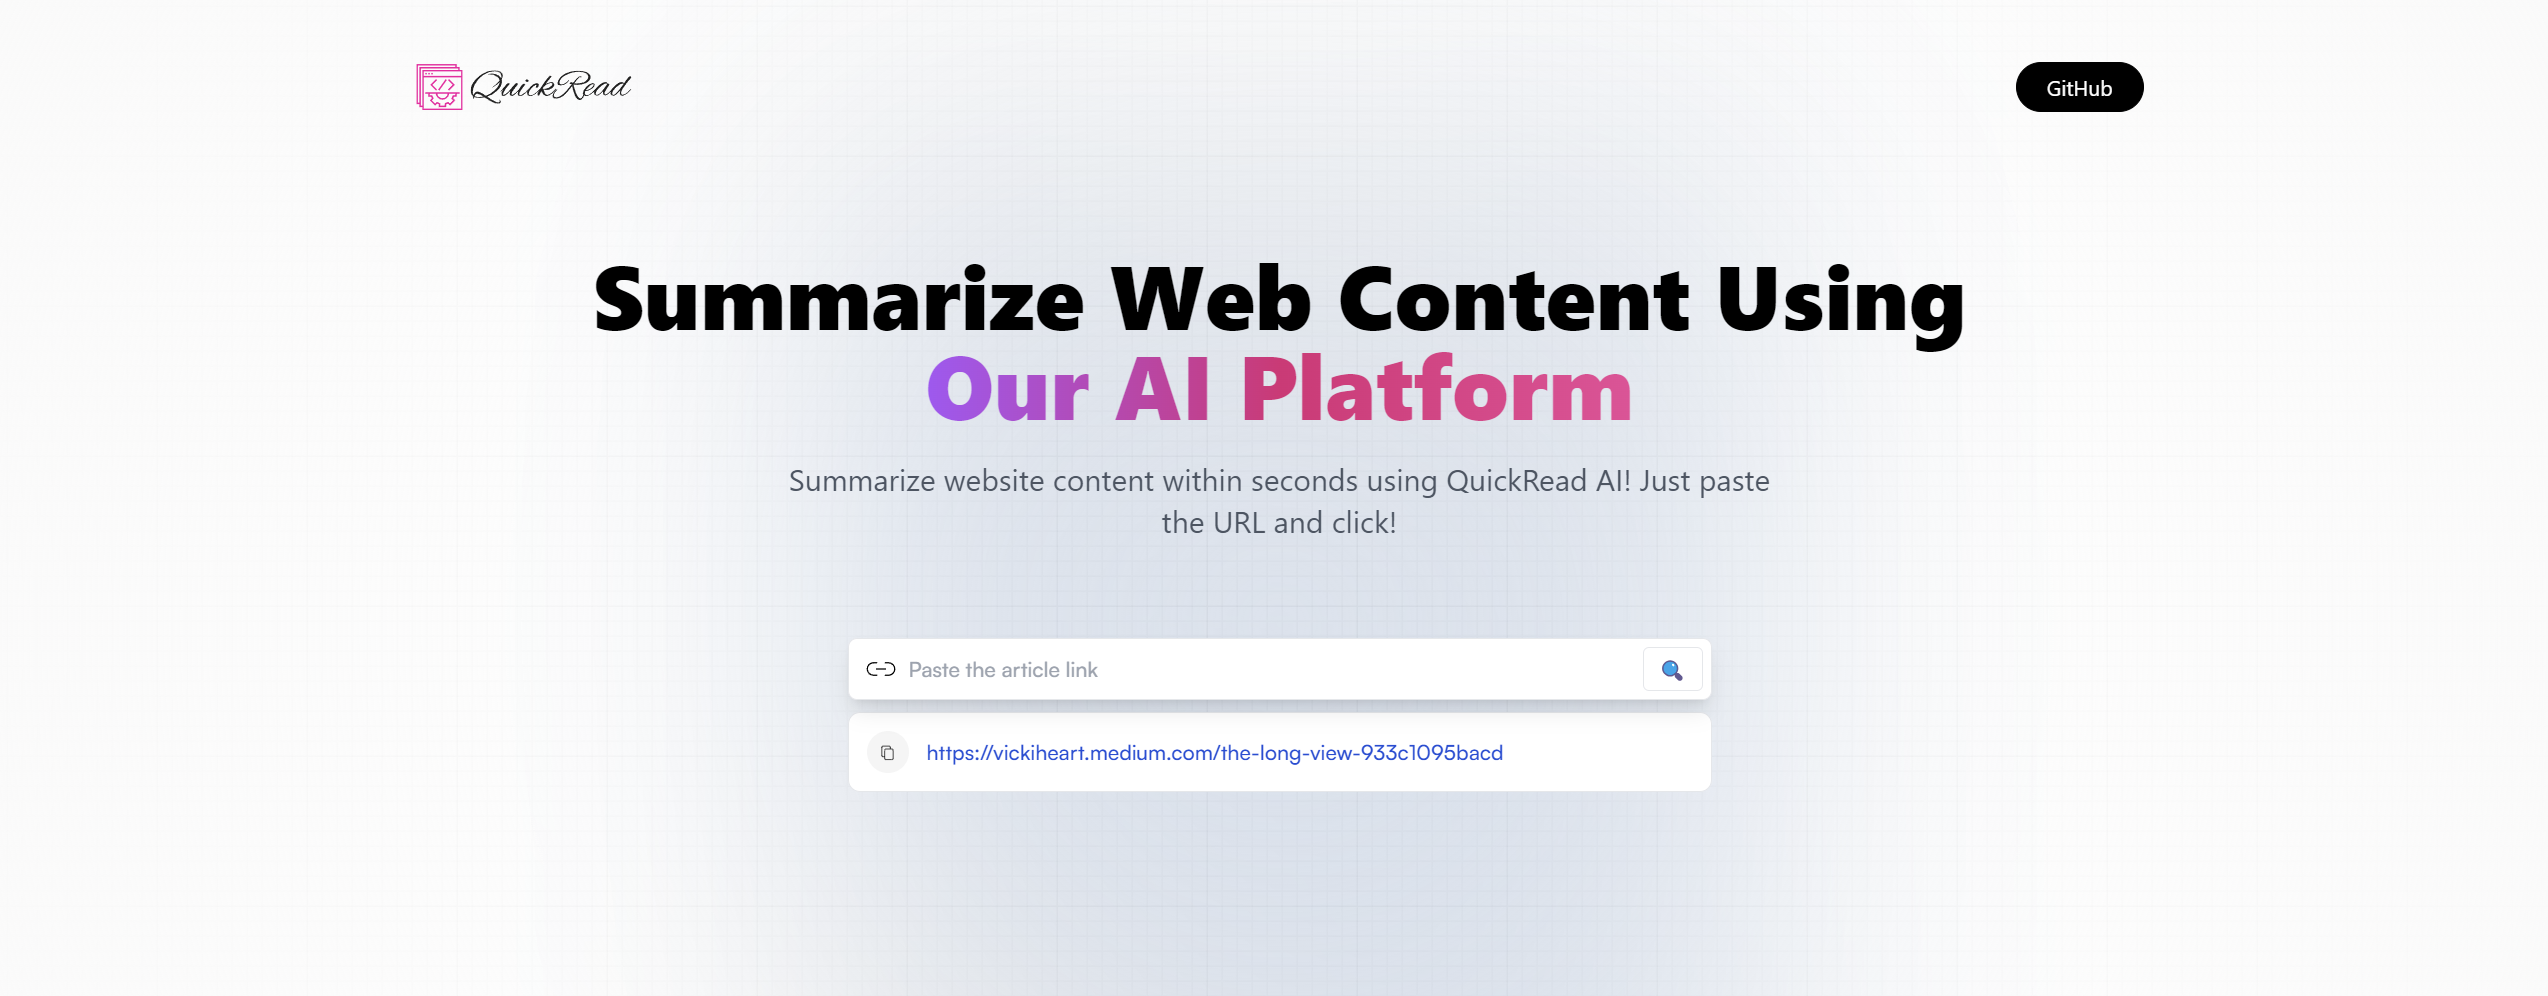 QuickRead
GitHub
Summarize Web Content Using
Our AI Platform
Summarize website content within seconds using QuickRead AI! Just paste
the URL and click!
Paste the article link
https://vickiheart.medium.com/the-long-view-933c1095bacd